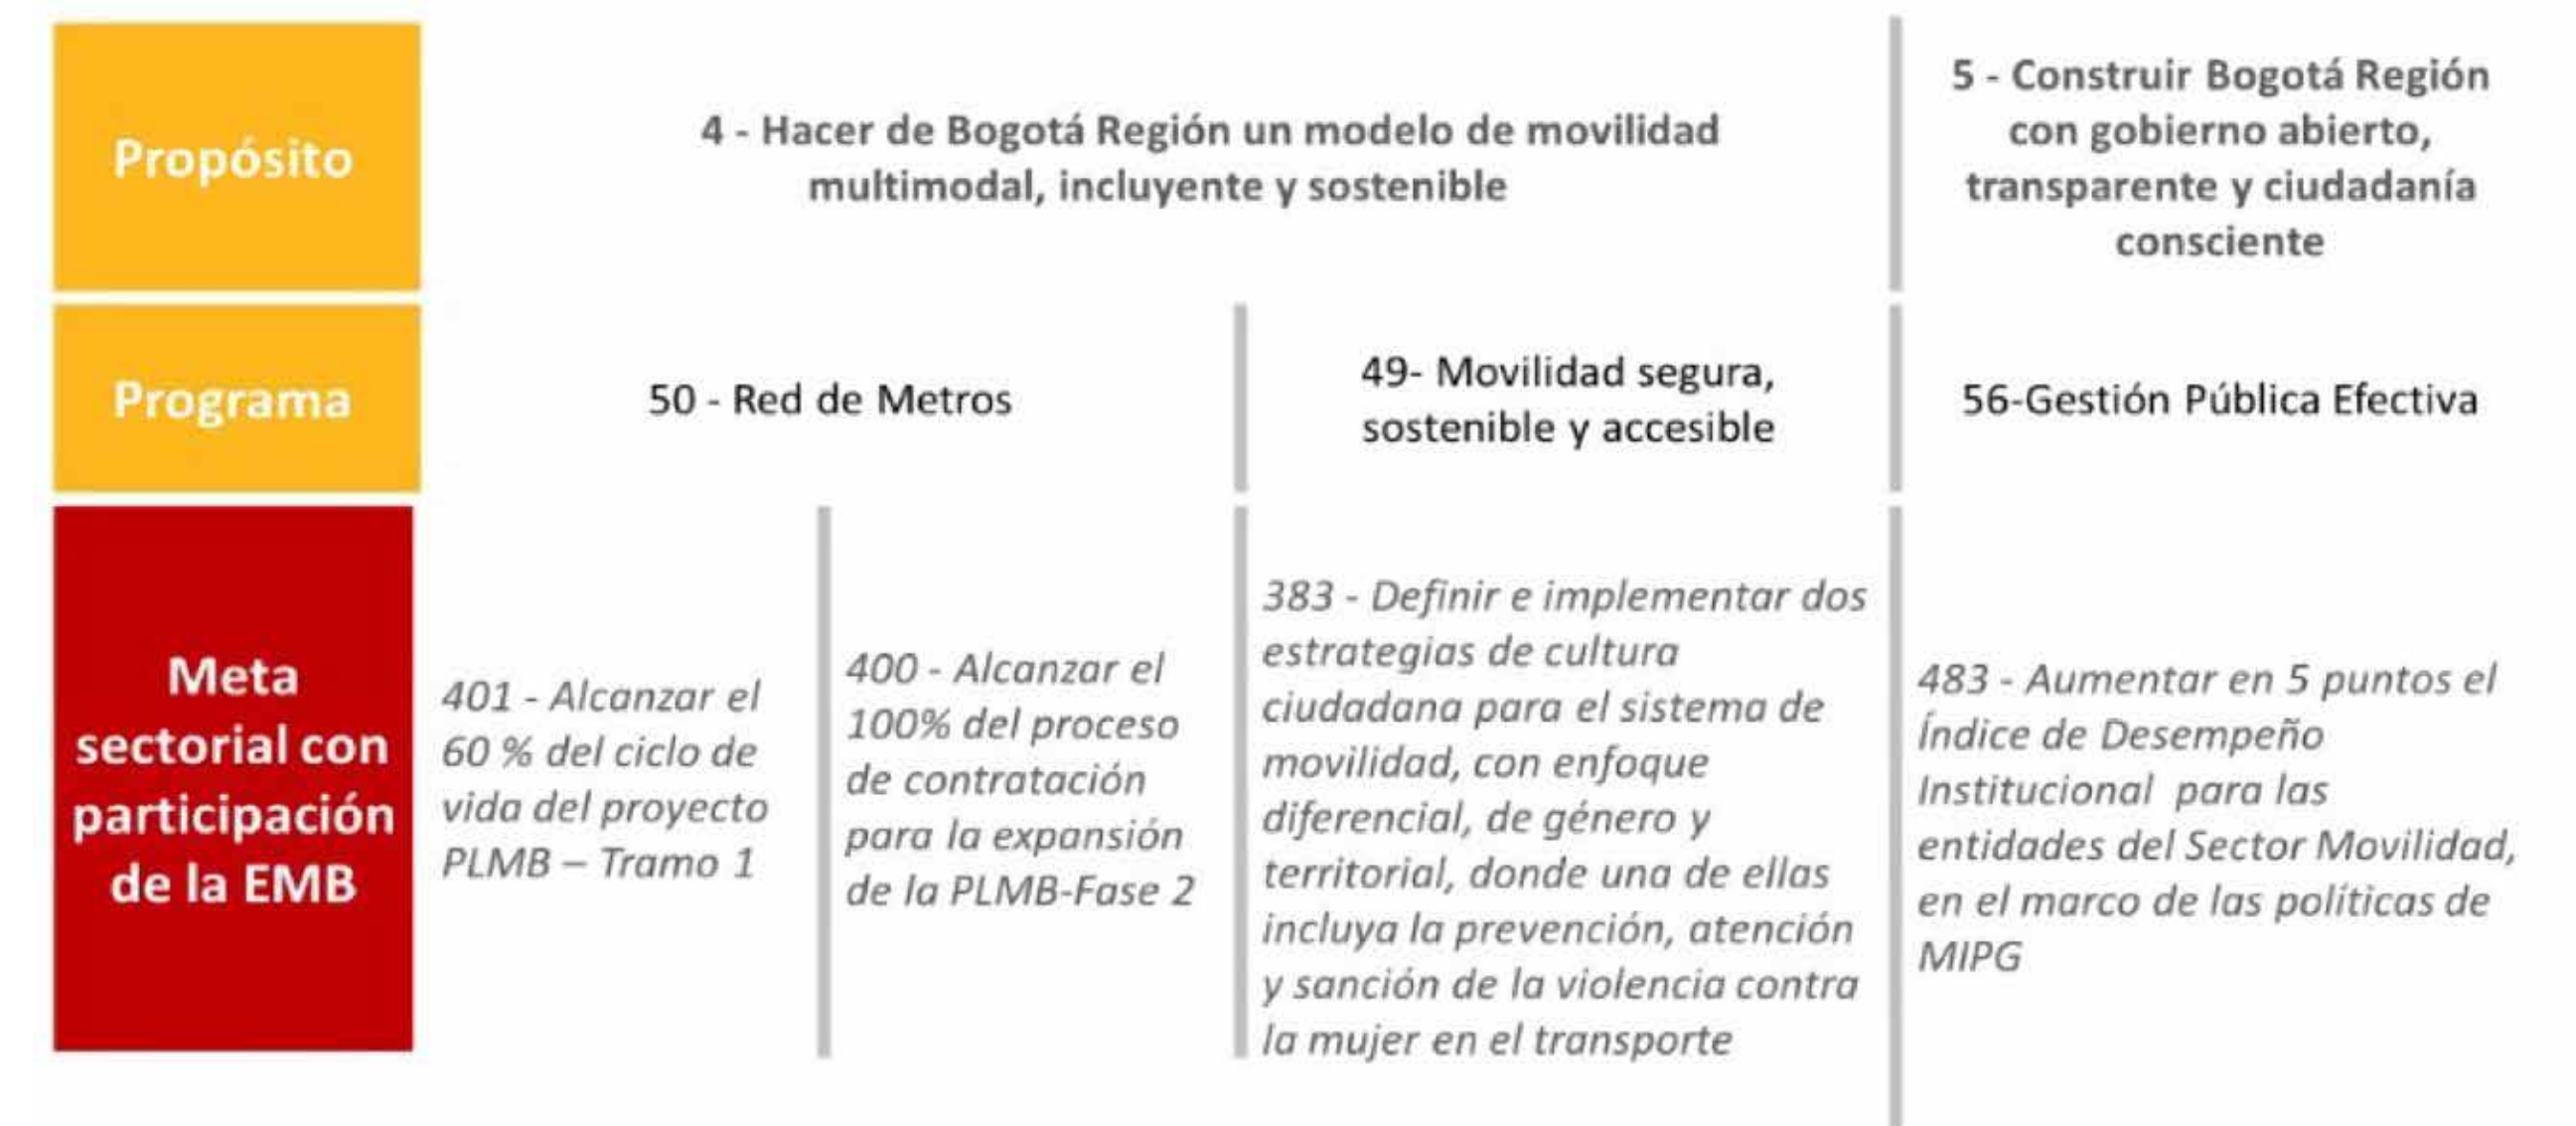 Propósito
4 - Hacer de Bogotá Región un modelo de movilidad
multimodal, incluyente y sostenible
5 - Construir Bogotá Región
con gobierno abierto,
transparente y ciudadanía
consciente
Programa
50 - Red de Metros
49- Movilidad segura,
sostenible y accesible
56-Gestión Pública Efectiva
Meta
sectorial con
participación
de la EMB
401 - Alcanzar el
60 % del ciclo de
vida del proyecto
PLMB – Tramo 1
400 - Alcanzar el
100% del proceso
de contratación
para la expansión
de la PLMB-Fase 2
383 - Definir e implementar dos
estrategias de cultura
ciudadana para el sistema de
movilidad, con enfoque
diferencial, de género y
territorial, donde una de ellas
incluya la prevención, atención
y sanción de la violencia contra
la mujer en el transporte
483 - Aumentar en 5 puntos el
Índice de Desempeño
Institucional para las
entidades del Sector Movilidad,
en el marco de las políticas de
MIPG